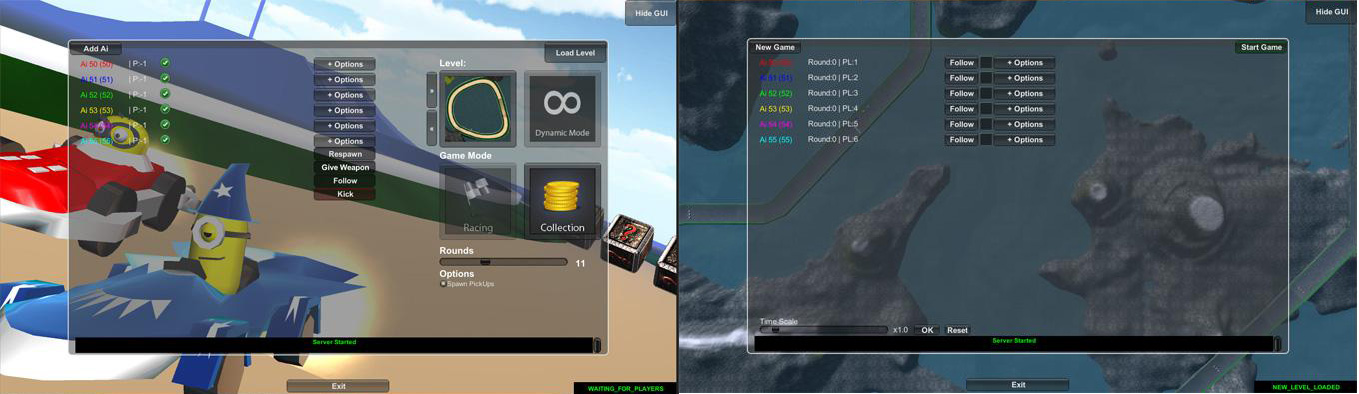 Hide GUI
Add Ai
Load Level
Ai 50 (50) | P:-1 + Options
Ai 51 (51) | P:-1 + Options
Ai 52 (52) | P:-1 + Options
Ai 53 (53) | P:-1 + Options
| P:-1 + Options
| P:-1 + Options
Respawn
Give Weapon
Follow
Kick
Level:
Dynamic Mode
Game Mode
Racing
Collection
Rounds
11
Options
Spawn PickUps
Server Started
Exit
WAITING_FOR_PLAYERS
Hide GUI
New Game
Start Game
Round:0 | PL:1 Follow + Options
Ai 51 (51) Round:0 | PL:2 Follow + Options
Ai 52 (52) Round:0 | PL:3 Follow + Options
Ai 53 (53) Round:0 | PL:4 Follow + Options
Ai 54 (54) Round:0 | PL:5 Follow + Options
Ai 55 (55) Round:0 | PL:6 Follow + Options
Time Scale
x1.0 OK Reset
Server Started
Exit
NEW_LEVEL_LOADED